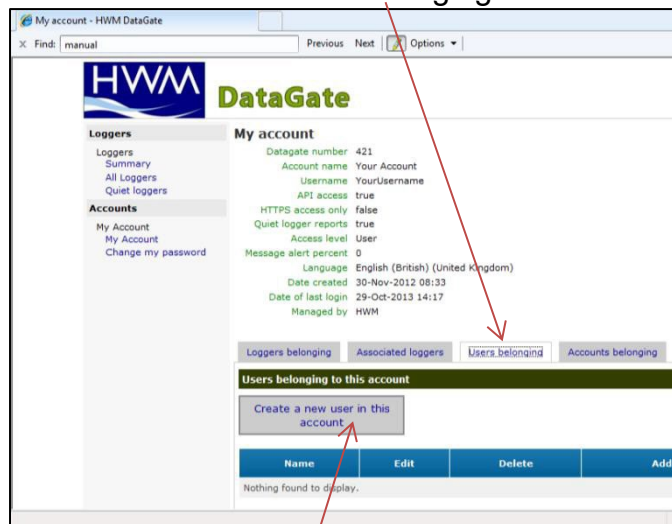 My account - HWM DataGate
× Find: manual Previous Next Options
HWM DataGate
Loggers
Loggers
Summary
All Loggers
Quiet loggers
Accounts
My Account
My Account
Change my password
My account
Datagate number 421
Account name Your Account
Username YourUsername
API access true
HTTPS access only false
Quiet logger reports true
Access level User
Message alert percent 0
Language English (British) (United Kingdom)
Date created 30-Nov-2012 08:33
Date of last login 29-Oct-2013 14:17
Managed by HWM
Loggers belonging Associated loggers Users belonging Accounts belonging
Users belonging to this account
Create a new user in this
account
Name Edit Delete Add
Nothing found to display.